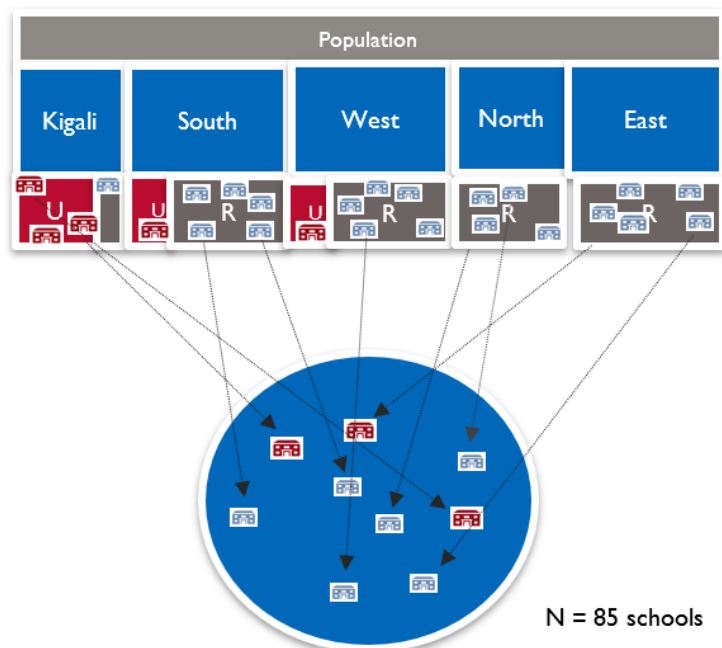 Population
Kigali
South
West
North
East
U
U
R
U
R
R
R
N = 85 schools